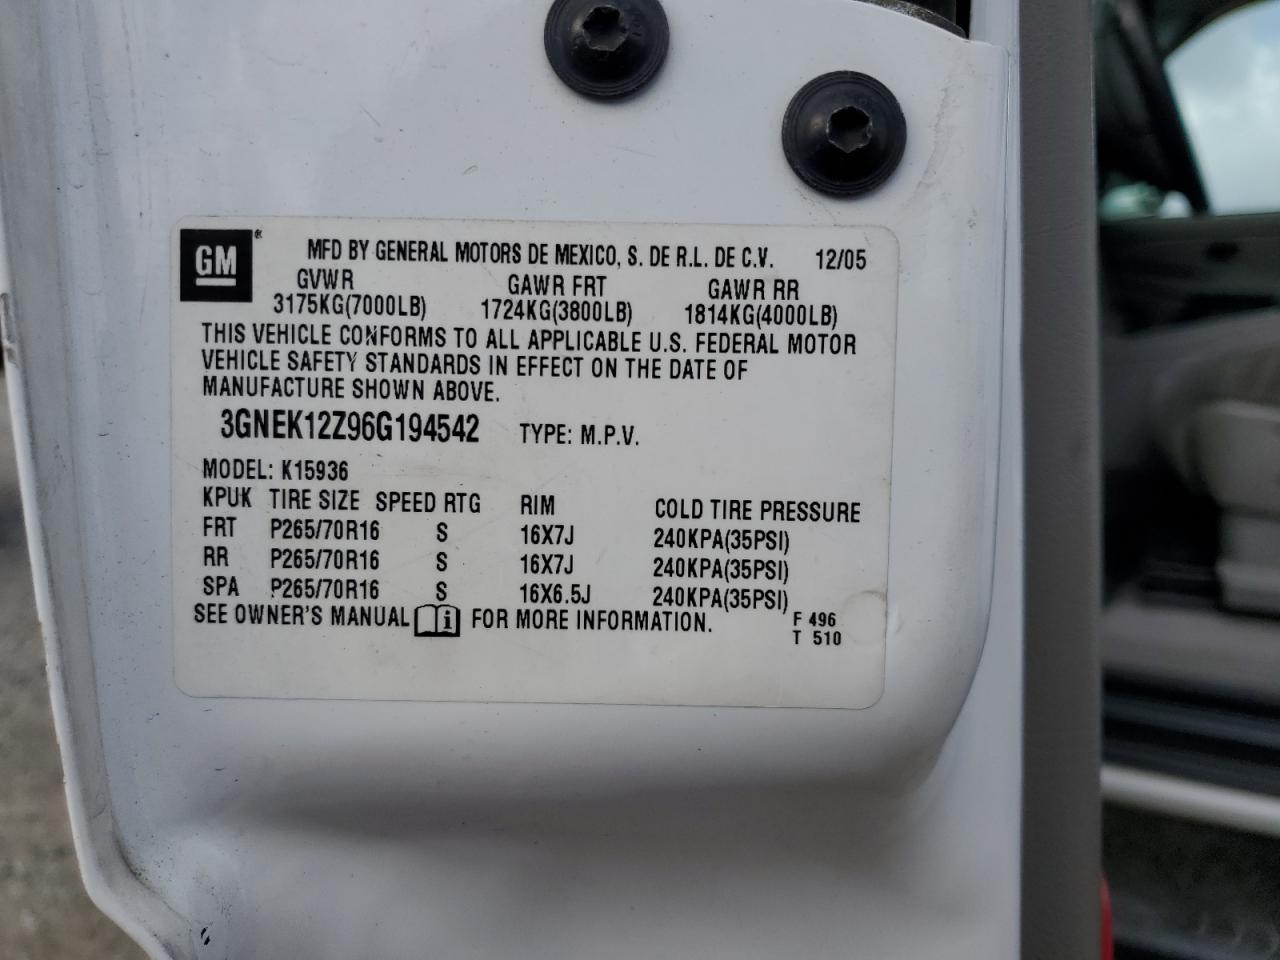 GM® MFD BY GENERAL MOTORS DE MEXICO, S. DE R.L. DE C.V. 12/05
GVWR GAWR FRT GAWR RR
3175KG(7000LB) 1724KG(3800LB) 1814KG(4000LB)
THIS VEHICLE CONFORMS TO ALL APPLICABLE U.S. FEDERAL MOTOR
VEHICLE SAFETY STANDARDS IN EFFECT ON THE DATE OF
MANUFACTURE SHOWN ABOVE.
3GNEK12Z96G194542 TYPE: M.P.V.
MODEL: K15936
KPUK TIRE SIZE SPEED RTG RIM COLD TIRE PRESSURE
FRT P265/70R16 S 16X7J 240KPA(35PSI)
RR P265/70R16 S 16X7J 240KPA(35PSI)
SPA P265/70R16 S 16X6.5J 240KPA(35PSI)
SEE OWNER'S MANUAL i FOR MORE INFORMATION.
F 496
T 510